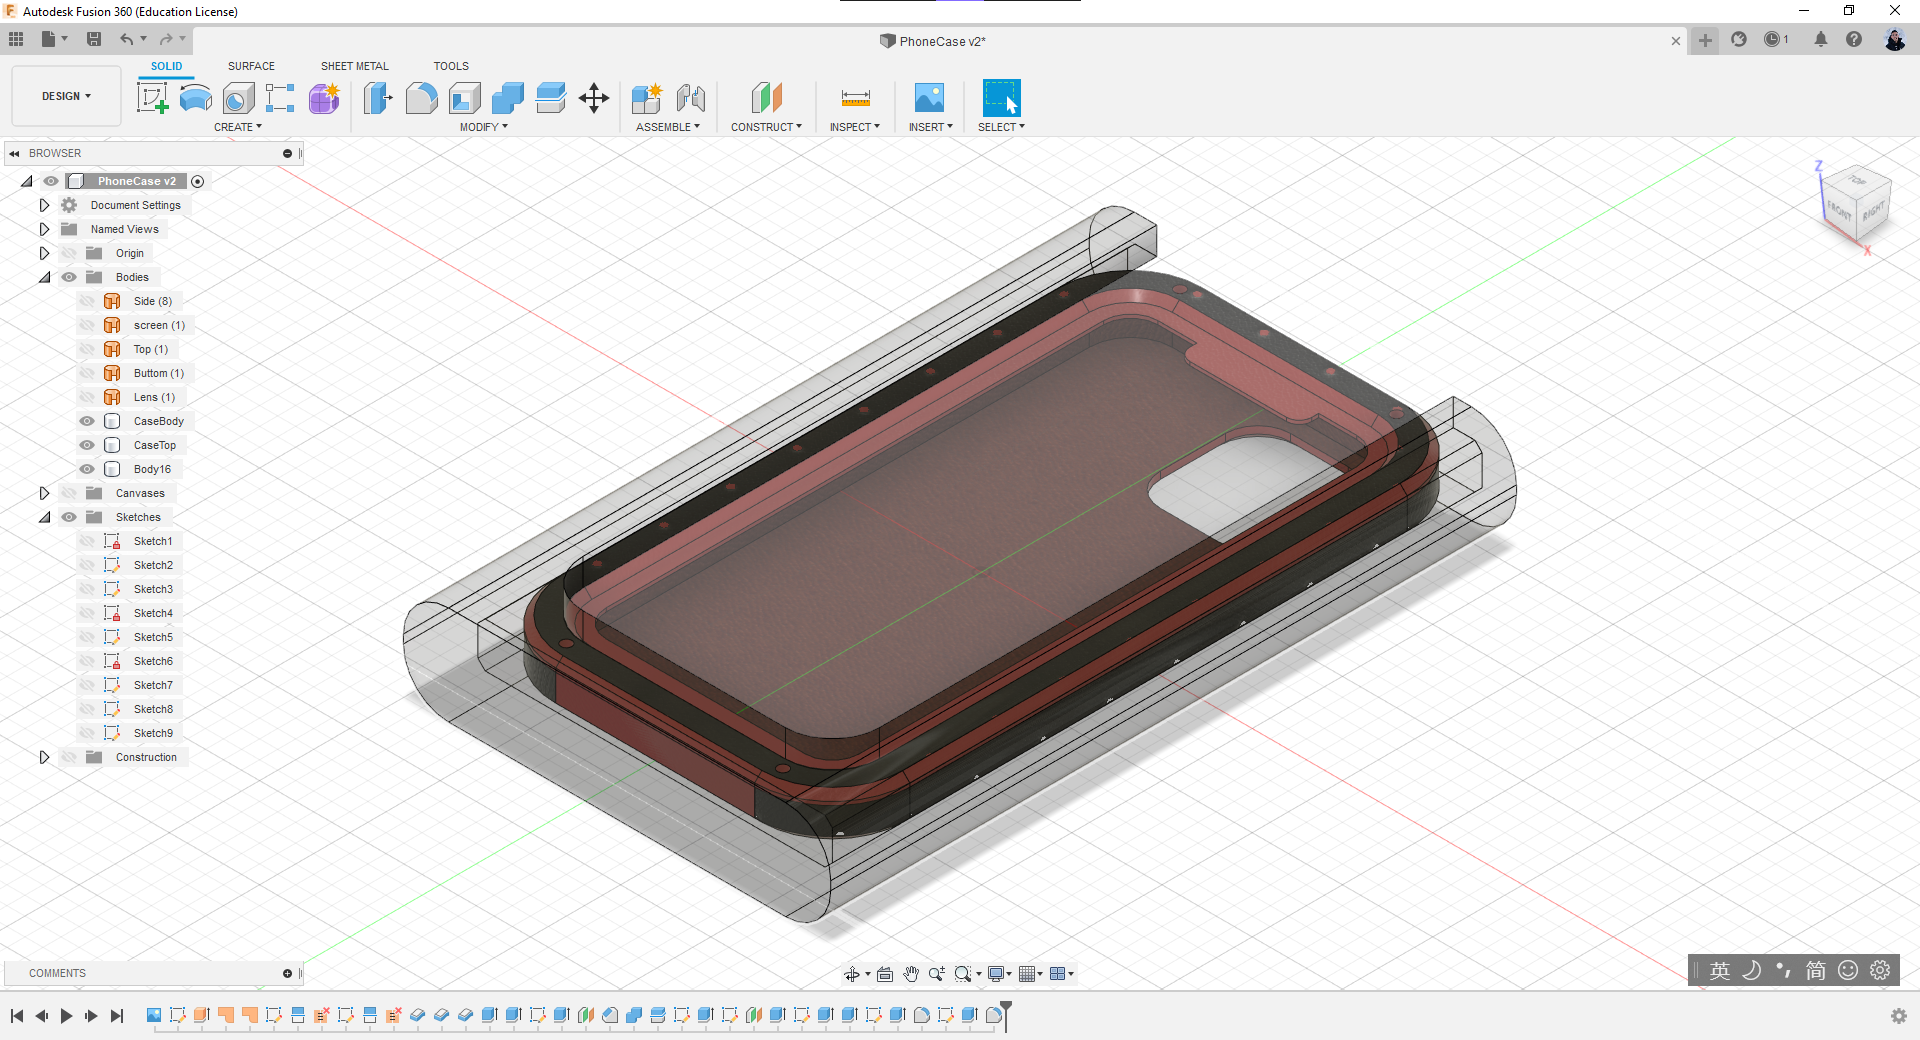 Autodesk Fusion 360 (Education License)
PhoneCase v2*
1
SOLID SURFACE SHEET METAL TOOLS
DESIGN
CREATE MODIFY ASSEMBLE CONSTRUCT INSPECT INSERT SELECT
BROWSER
PhoneCase v2
Document Settings
Named Views
Origin
Bodies
Side (8)
screen (1)
Top (1)
Buttom (1)
Lens (1)
CaseBody
CaseTop
Body16
Canvases
Sketches
Sketch1
Sketch2
Sketch3
Sketch4
Sketch5
Sketch6
Sketch7
Sketch8
Sketch9
Construction
Z
TOP
FRONT RIGHT
X
COMMENTS
英 简